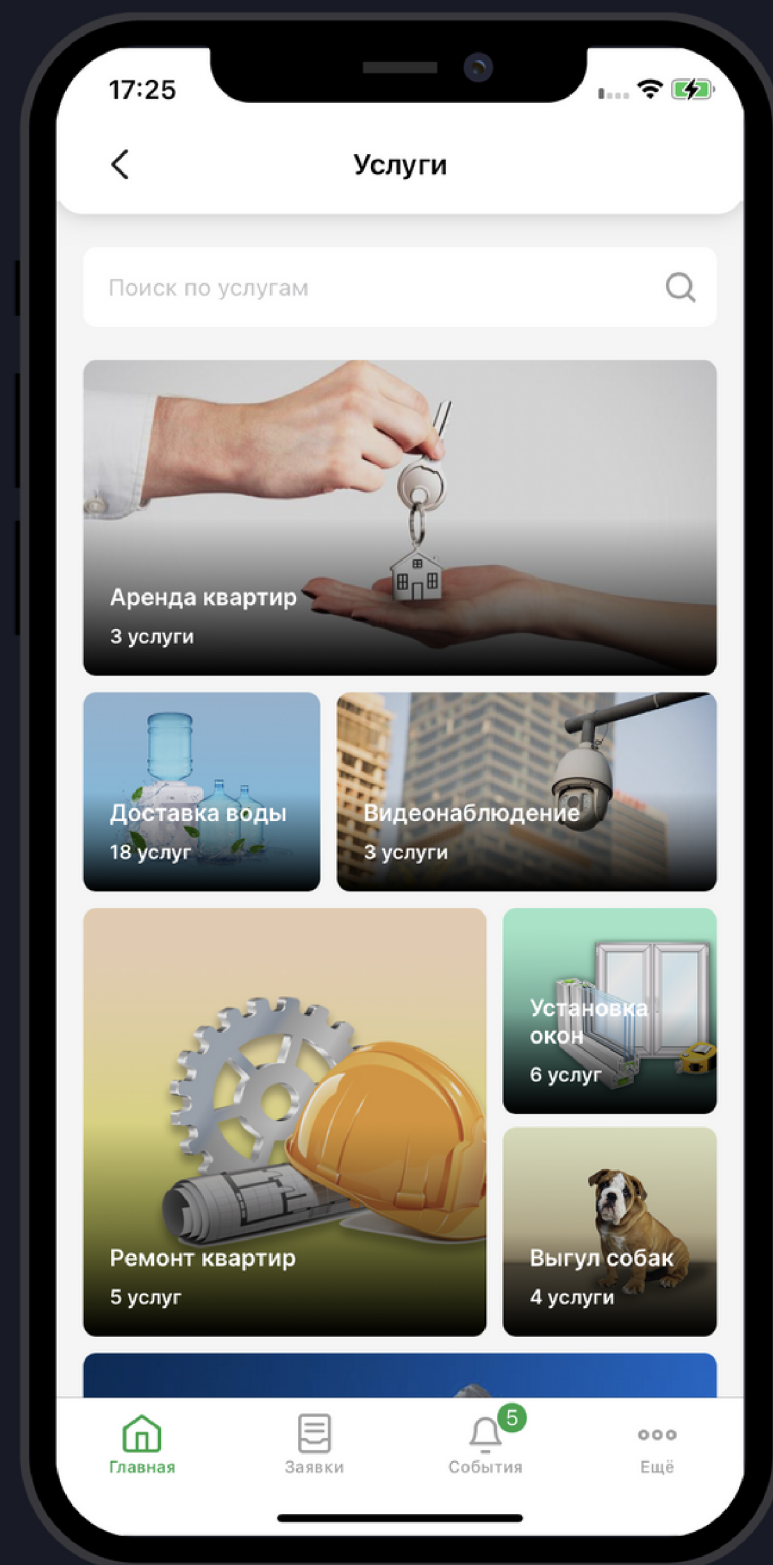 17:25
Услуги
Поиск по услугам
Аренда квартир
3 услуги
Доставка воды
18 услуг
Видеонаблюдение
3 услуги
Ремонт квартир
5 услуг
Установка
окон
6 услуг
Выгул собак
4 услуги
5
Главная
Заявки
События
Ещё